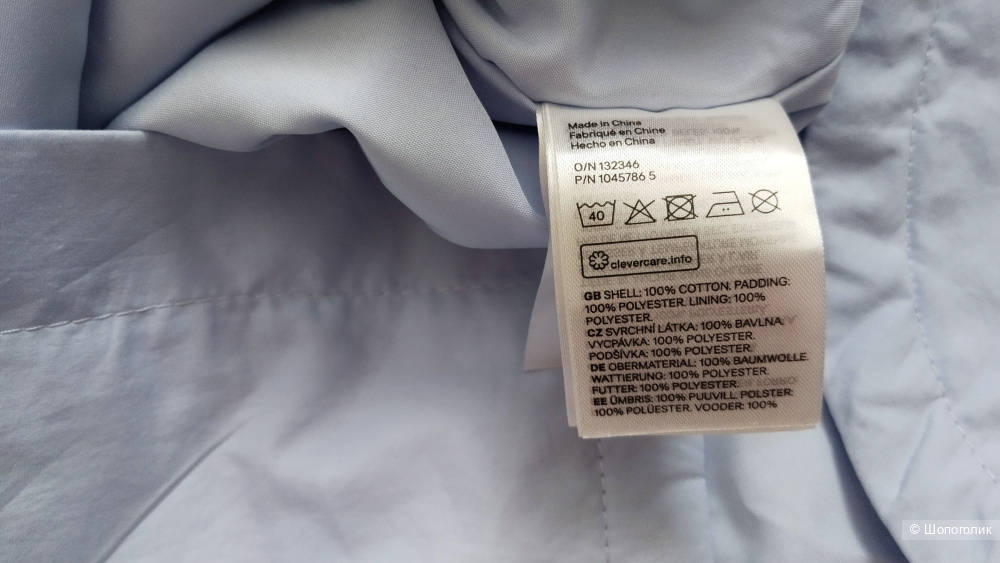 Made in China
Fabriqué en Chine
Hecho en China
O/N 132346
P/N 1045786 5
40
clevercare.info
GB SHELL: 100% COTTON. PADDING:
100% POLYESTER. LINING: 100%
POLYESTER.
CZ SVRCHNÍ LÁTKA: 100% BAVLNA.
VYCPÁVKA: 100% POLYESTER.
PODŠÍVKA: 100% POLYESTER.
DE OBERMATERIAL: 100% BAUMWOLLE.
WATTIERUNG: 100% POLYESTER.
FUTTER: 100% POLYESTER.
EE ÜMBRIS: 100% PUUVILL. POLSTER:
100% POLÜESTER. VOODER: 100%
© Шопоголик